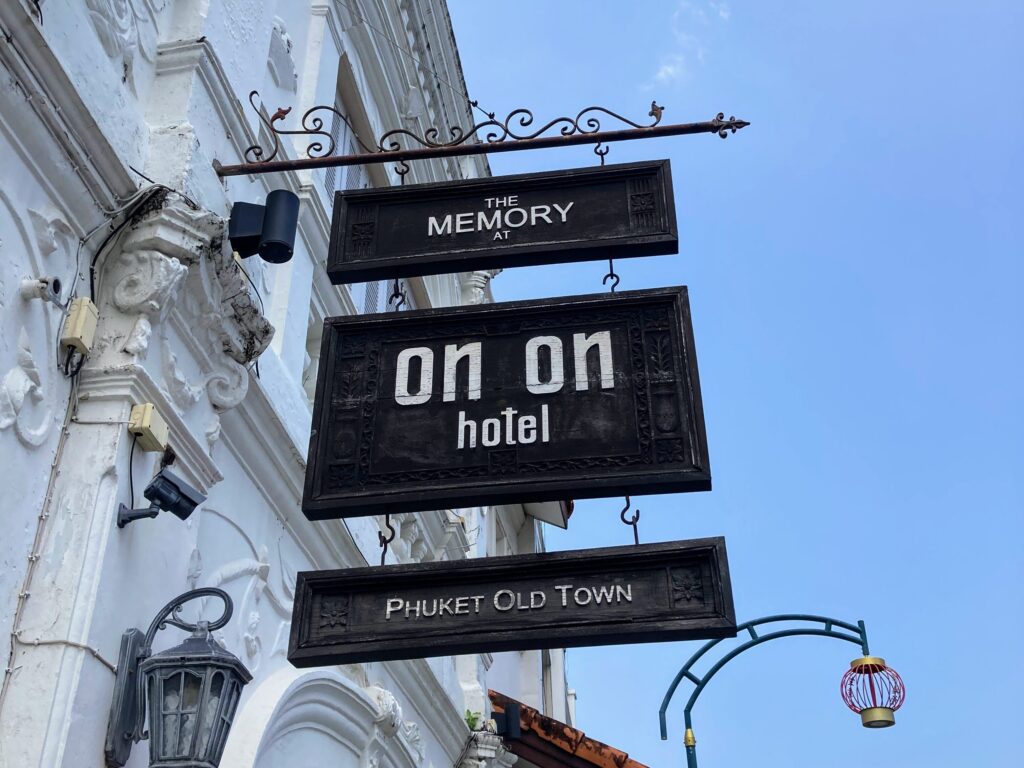 THE
MEMORY
AT
on on
hotel
PHUKET OLD TOWN